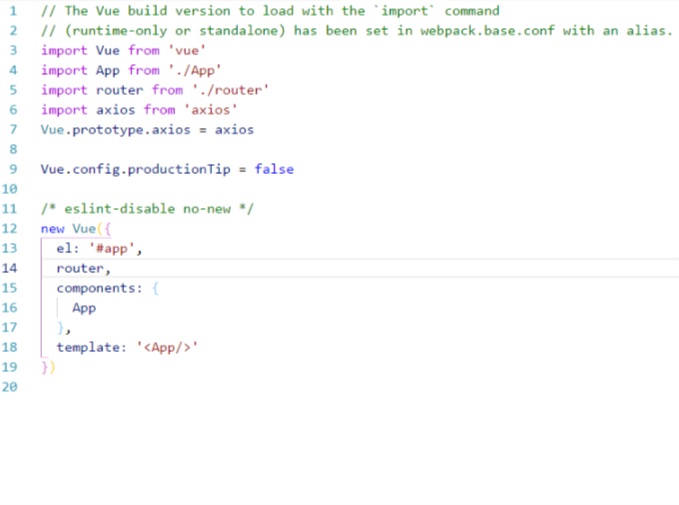 1 // The Vue build version to load with the `import` command
2 // (runtime-only or standalone) has been set in webpack.base.conf with an alias.
3 import Vue from 'vue'
4 import App from './App'
5 import router from './router'
6 import axios from 'axios'
7 Vue.prototype.axios = axios
8
9 Vue.config.productionTip = false
10
11 /* eslint-disable no-new */
12 new Vue({
13 el: '#app',
14 router,
15 components: {
16 App
17 },
18 template: '<App/>'
19 })
20